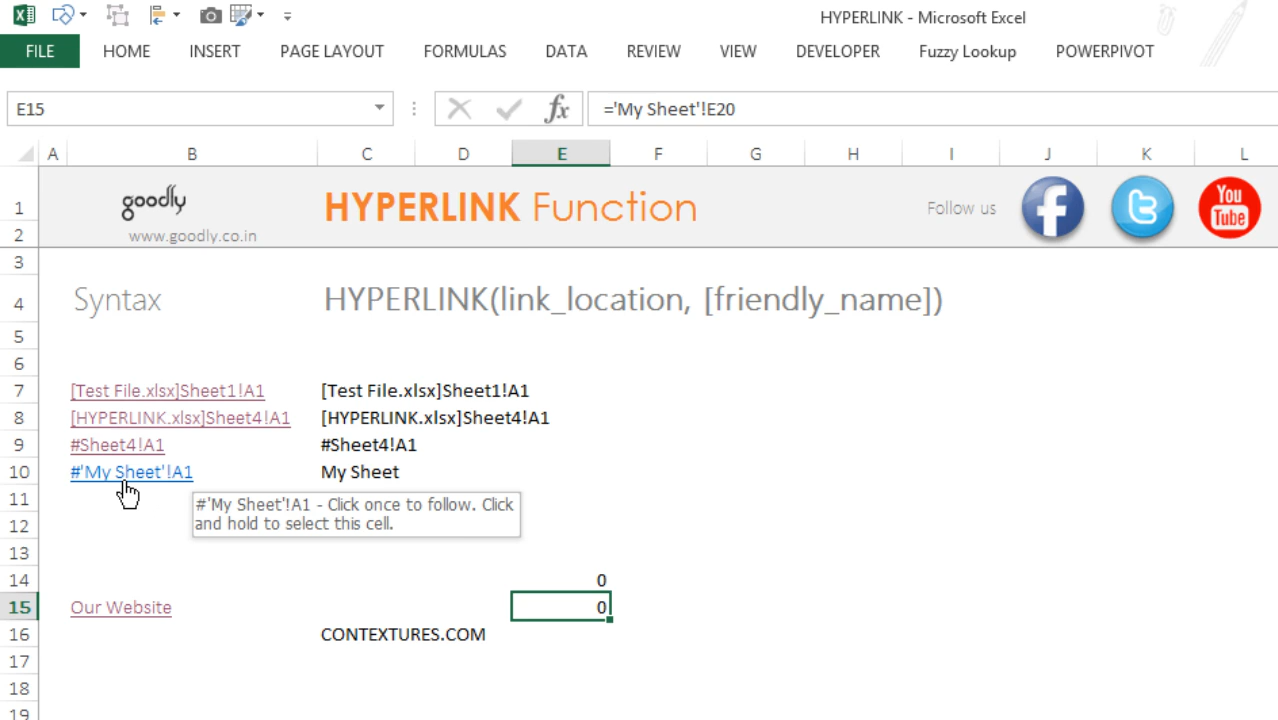 HYPERLINK - Microsoft Excel
FILE HOME INSERT PAGE LAYOUT FORMULAS DATA REVIEW VIEW DEVELOPER Fuzzy Lookup POWERPIVOT
E15 fx ='My Sheet'!E20
A B C D E F G H I J K L
1 goodly HYPERLINK Function Follow us f t You Tube
2 www.goodly.co.in
3
4 Syntax HYPERLINK(link_location, [friendly_name])
5
6
7 [Test File.xlsx]Sheet1!A1 [Test File.xlsx]Sheet1!A1
8 [HYPERLINK.xlsx]Sheet4!A1 [HYPERLINK.xlsx]Sheet4!A1
9 #Sheet4!A1 #Sheet4!A1
10 #'My Sheet'!A1 My Sheet
11 #'My Sheet'!A1 - Click once to follow. Click
12 and hold to select this cell.
13
14 0
15 Our Website 0
16 CONTEXTURES.COM
17
18
19